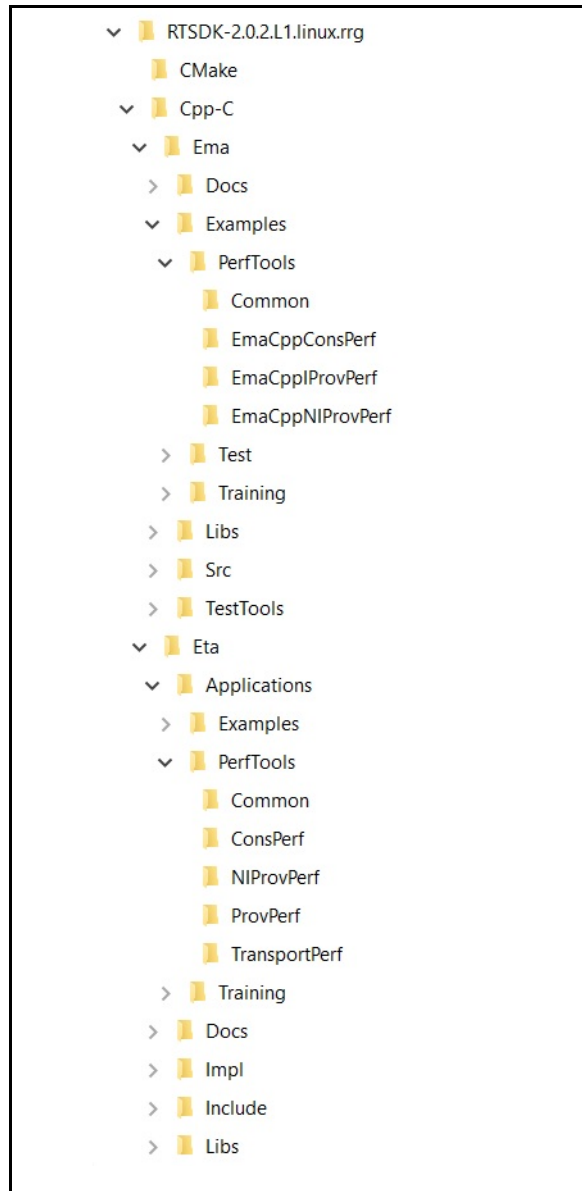 RTSDK-2.0.2.L1.linux.rrg
CMake
Cpp-C
Ema
Docs
Examples
PerfTools
Common
EmaCppConsPerf
EmaCppIProvPerf
EmaCppNIProvPerf
Test
Training
Libs
Src
TestTools
Eta
Applications
Examples
PerfTools
Common
ConsPerf
NIProvPerf
ProvPerf
TransportPerf
Training
Docs
Impl
Include
Libs